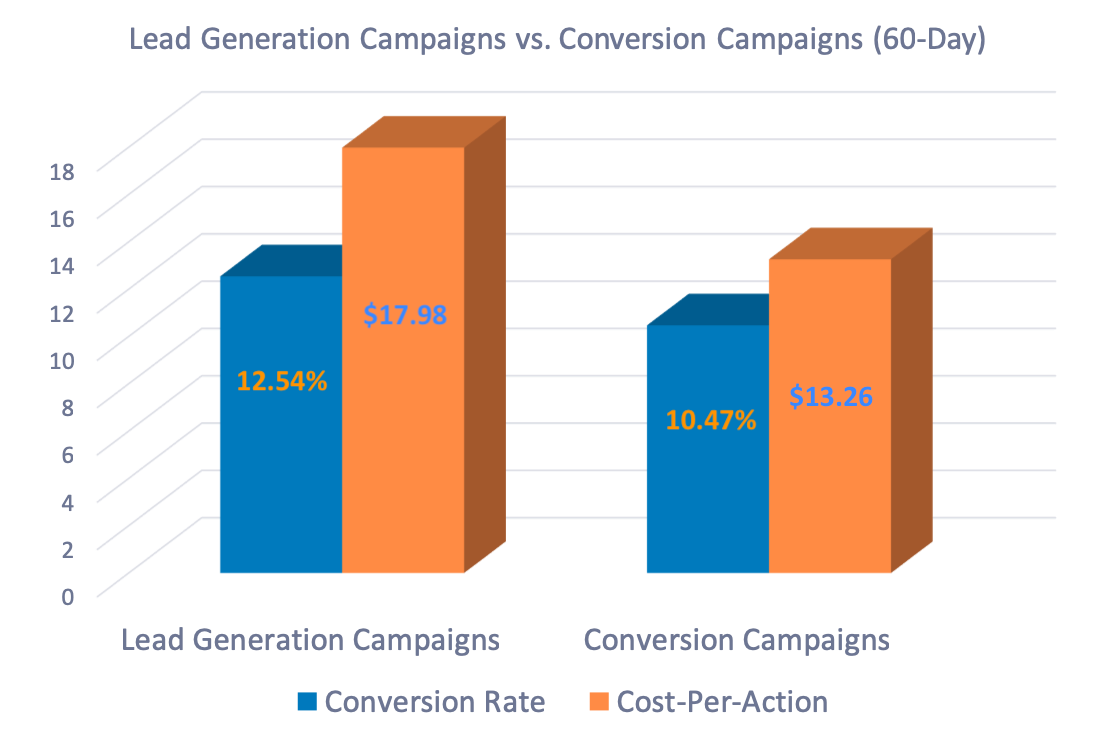 Lead Generation Campaigns vs. Conversion Campaigns (60-Day)
18
16
14
12
10
8
6
4
2
0
12.54%
$17.98
10.47%
$13.26
Lead Generation Campaigns
Conversion Campaigns
Conversion Rate
Cost-Per-Action